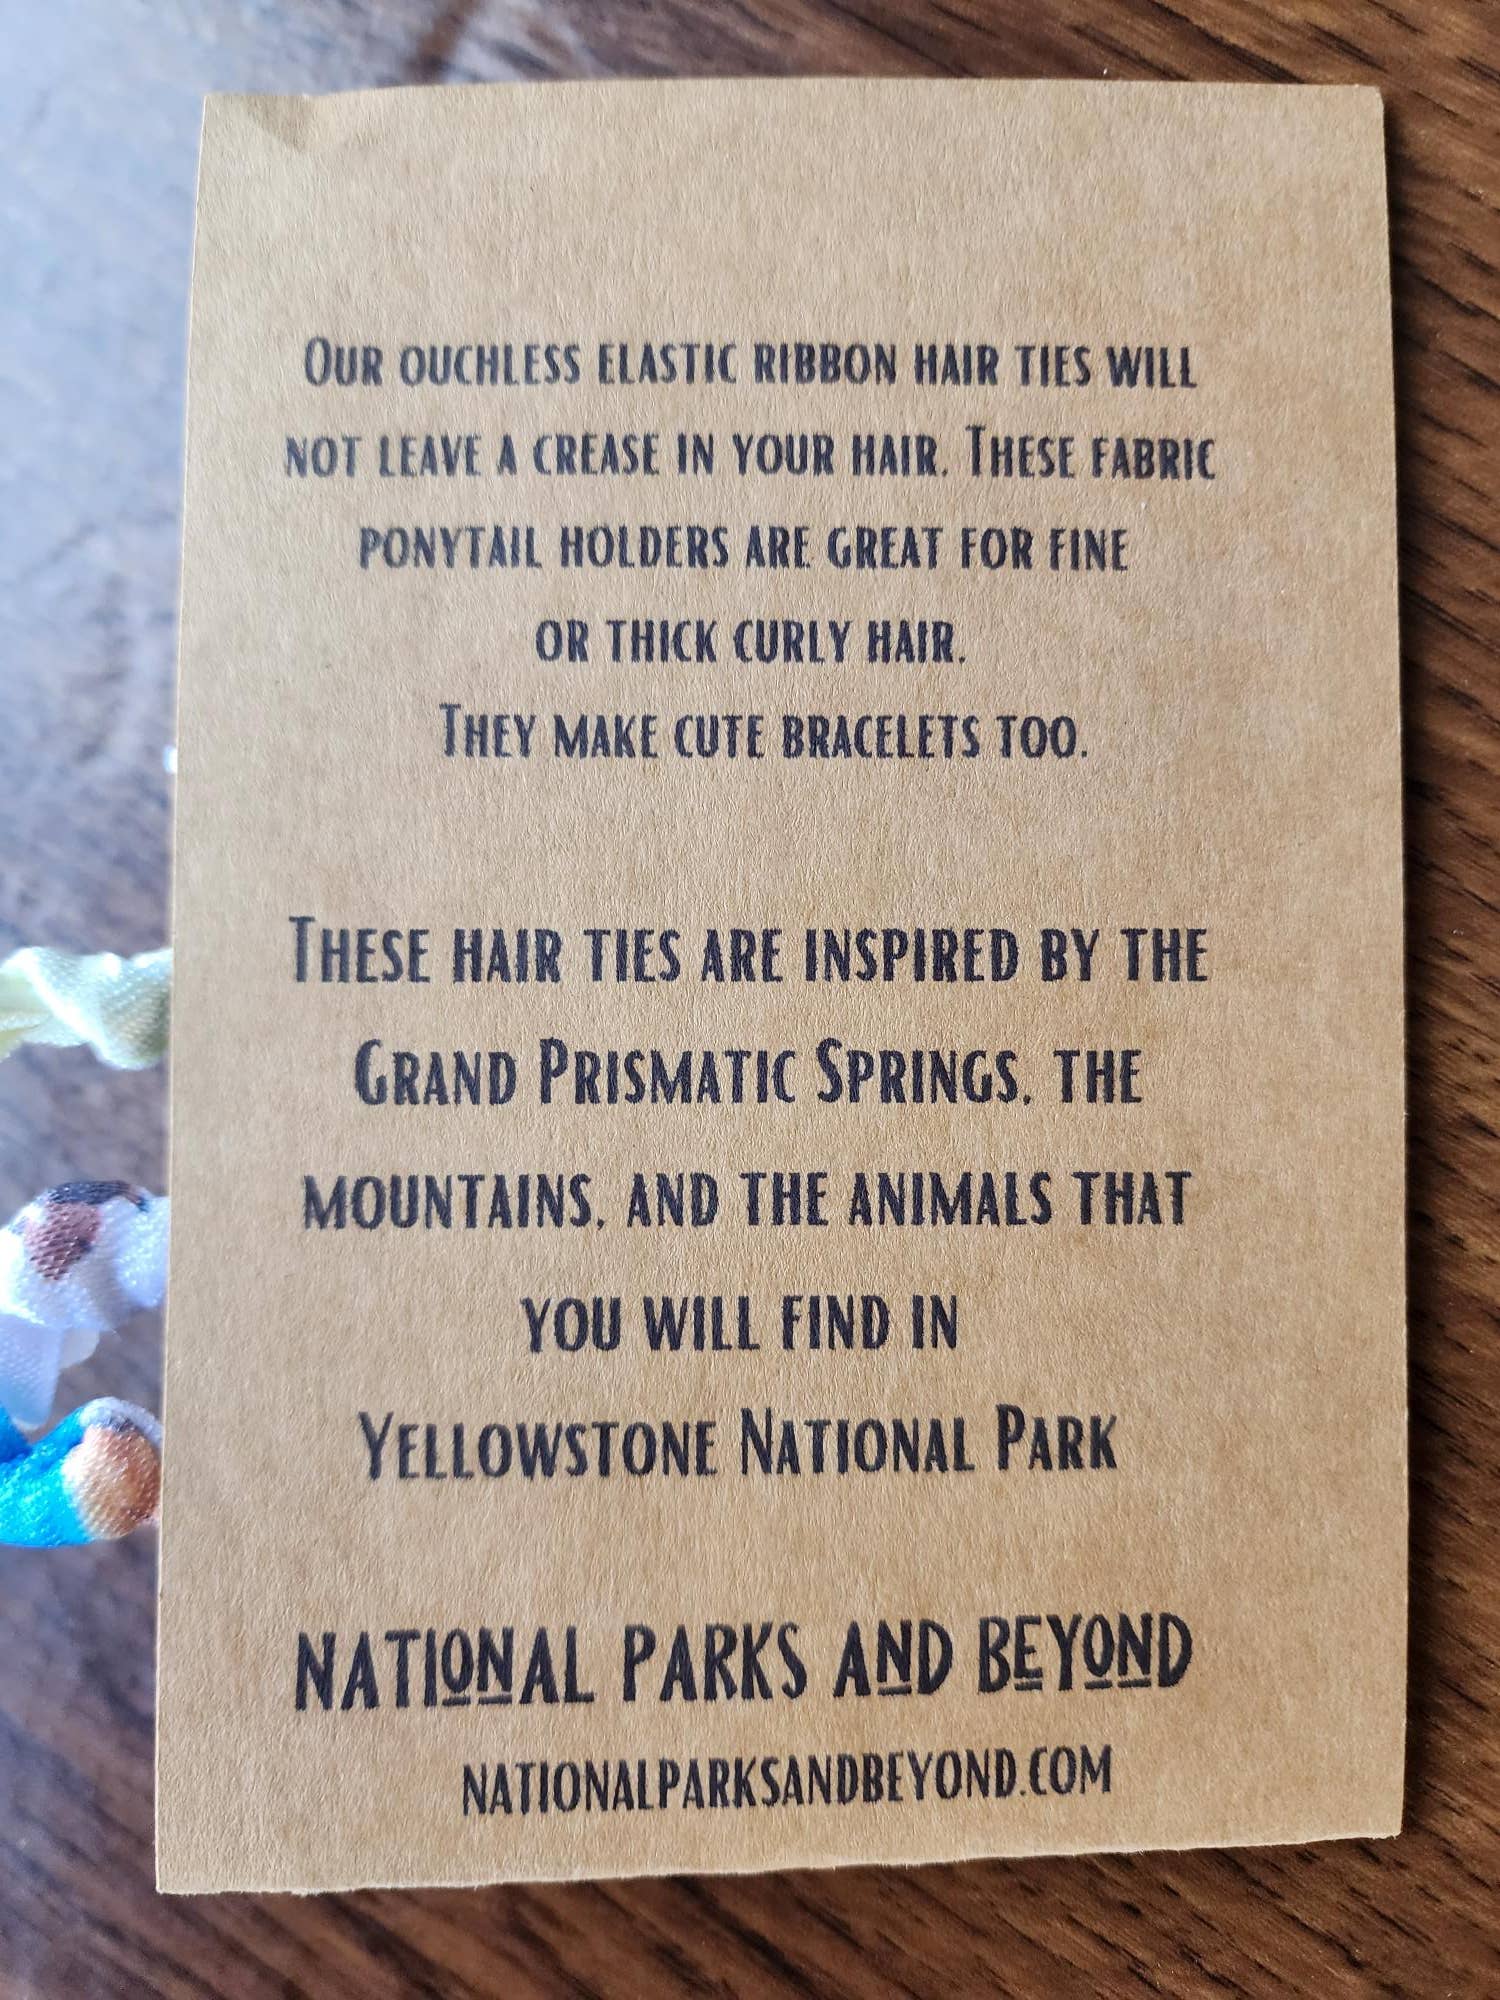 Our ouchless elastic ribbon hair ties will
not leave a crease in your hair. These fabric
ponytail holders are great for fine
or thick curly hair.
They make cute bracelets too.
These hair ties are inspired by the
Grand Prismatic Springs, the
mountains, and the animals that
you will find in
Yellowstone National Park
NATIONAL PARKS AND BEYOND
NATIONALPARKSANDBEYOND.COM